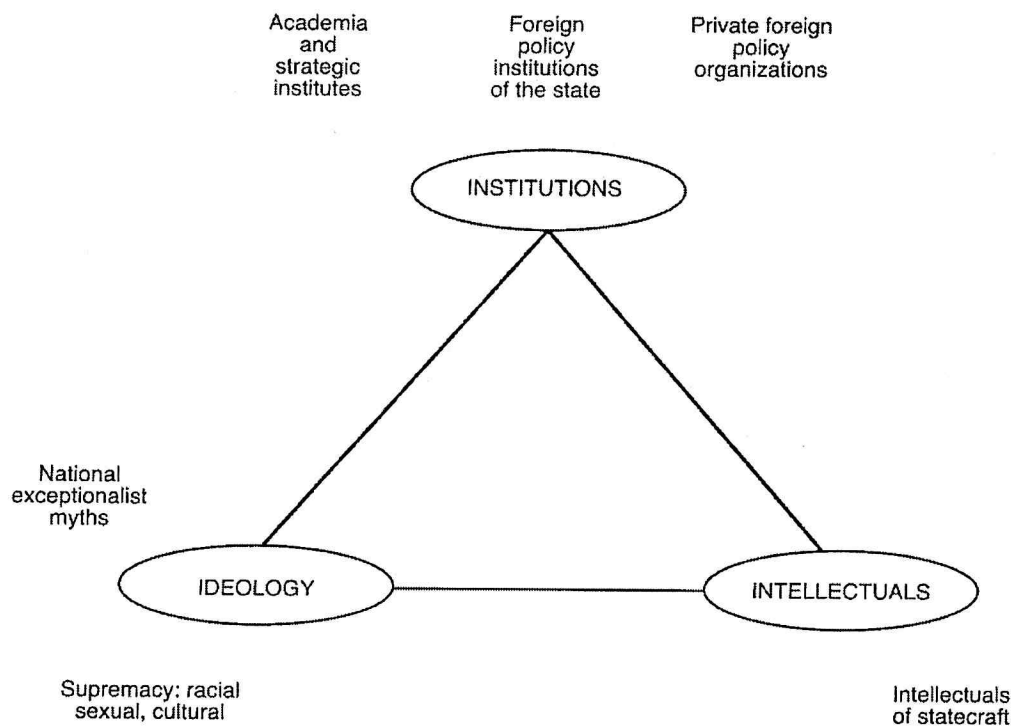 Academia
and
strategic
institutes
Foreign
policy
institutions
of the state
Private foreign
policy
organizations
INSTITUTIONS
National
exceptionalist
myths
IDEOLOGY
INTELLECTUALS
Supremacy: racial
sexual, cultural
Intellectuals
of statecraft